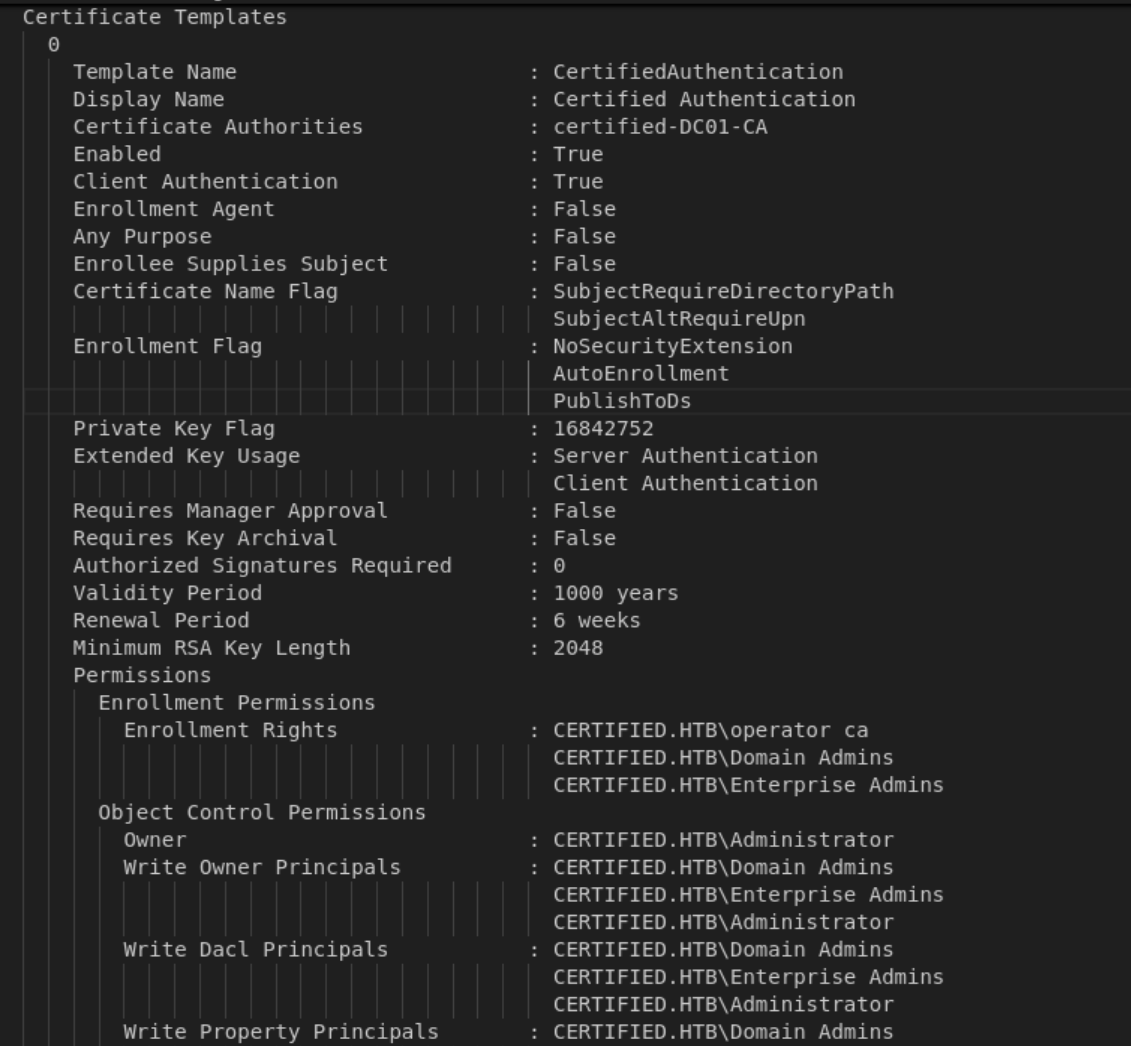 Certificate Templates
0
Template Name : CertifiedAuthentication
Display Name : Certified Authentication
Certificate Authorities : certified-DC01-CA
Enabled : True
Client Authentication : True
Enrollment Agent : False
Any Purpose : False
Enrollee Supplies Subject : False
Certificate Name Flag : SubjectRequireDirectoryPath
SubjectAltRequireUpn
Enrollment Flag : NoSecurityExtension
AutoEnrollment
PublishToDs
Private Key Flag : 16842752
Extended Key Usage : Server Authentication
Client Authentication
Requires Manager Approval : False
Requires Key Archival : False
Authorized Signatures Required : 0
Validity Period : 1000 years
Renewal Period : 6 weeks
Minimum RSA Key Length : 2048
Permissions
Enrollment Permissions
Enrollment Rights : CERTIFIED.HTB\operator ca
CERTIFIED.HTB\Domain Admins
CERTIFIED.HTB\Enterprise Admins
Object Control Permissions
Owner : CERTIFIED.HTB\Administrator
Write Owner Principals : CERTIFIED.HTB\Domain Admins
CERTIFIED.HTB\Enterprise Admins
CERTIFIED.HTB\Administrator
Write Dacl Principals : CERTIFIED.HTB\Domain Admins
CERTIFIED.HTB\Enterprise Admins
CERTIFIED.HTB\Administrator
Write Property Principals : CERTIFIED.HTB\Domain Admins